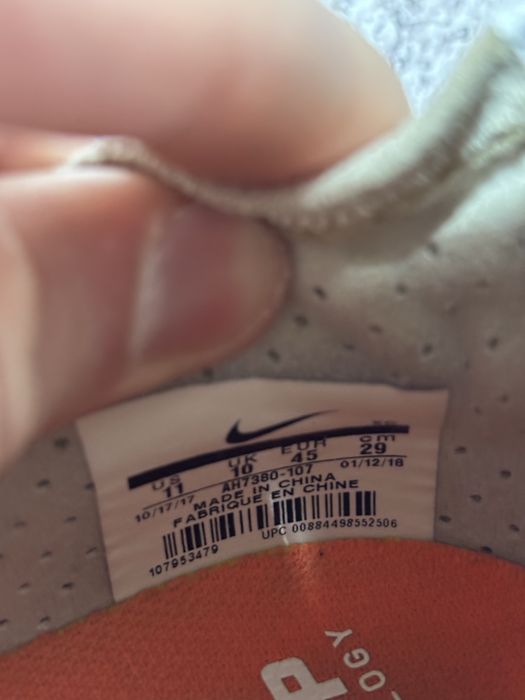 US UK EUR cm
11 10 45 29
10/17/17 AH7380-107 01/12/18
MADE IN CHINA
FABRIQUE EN CHINE
107953479 UPC 00884498552506
P
LOGY